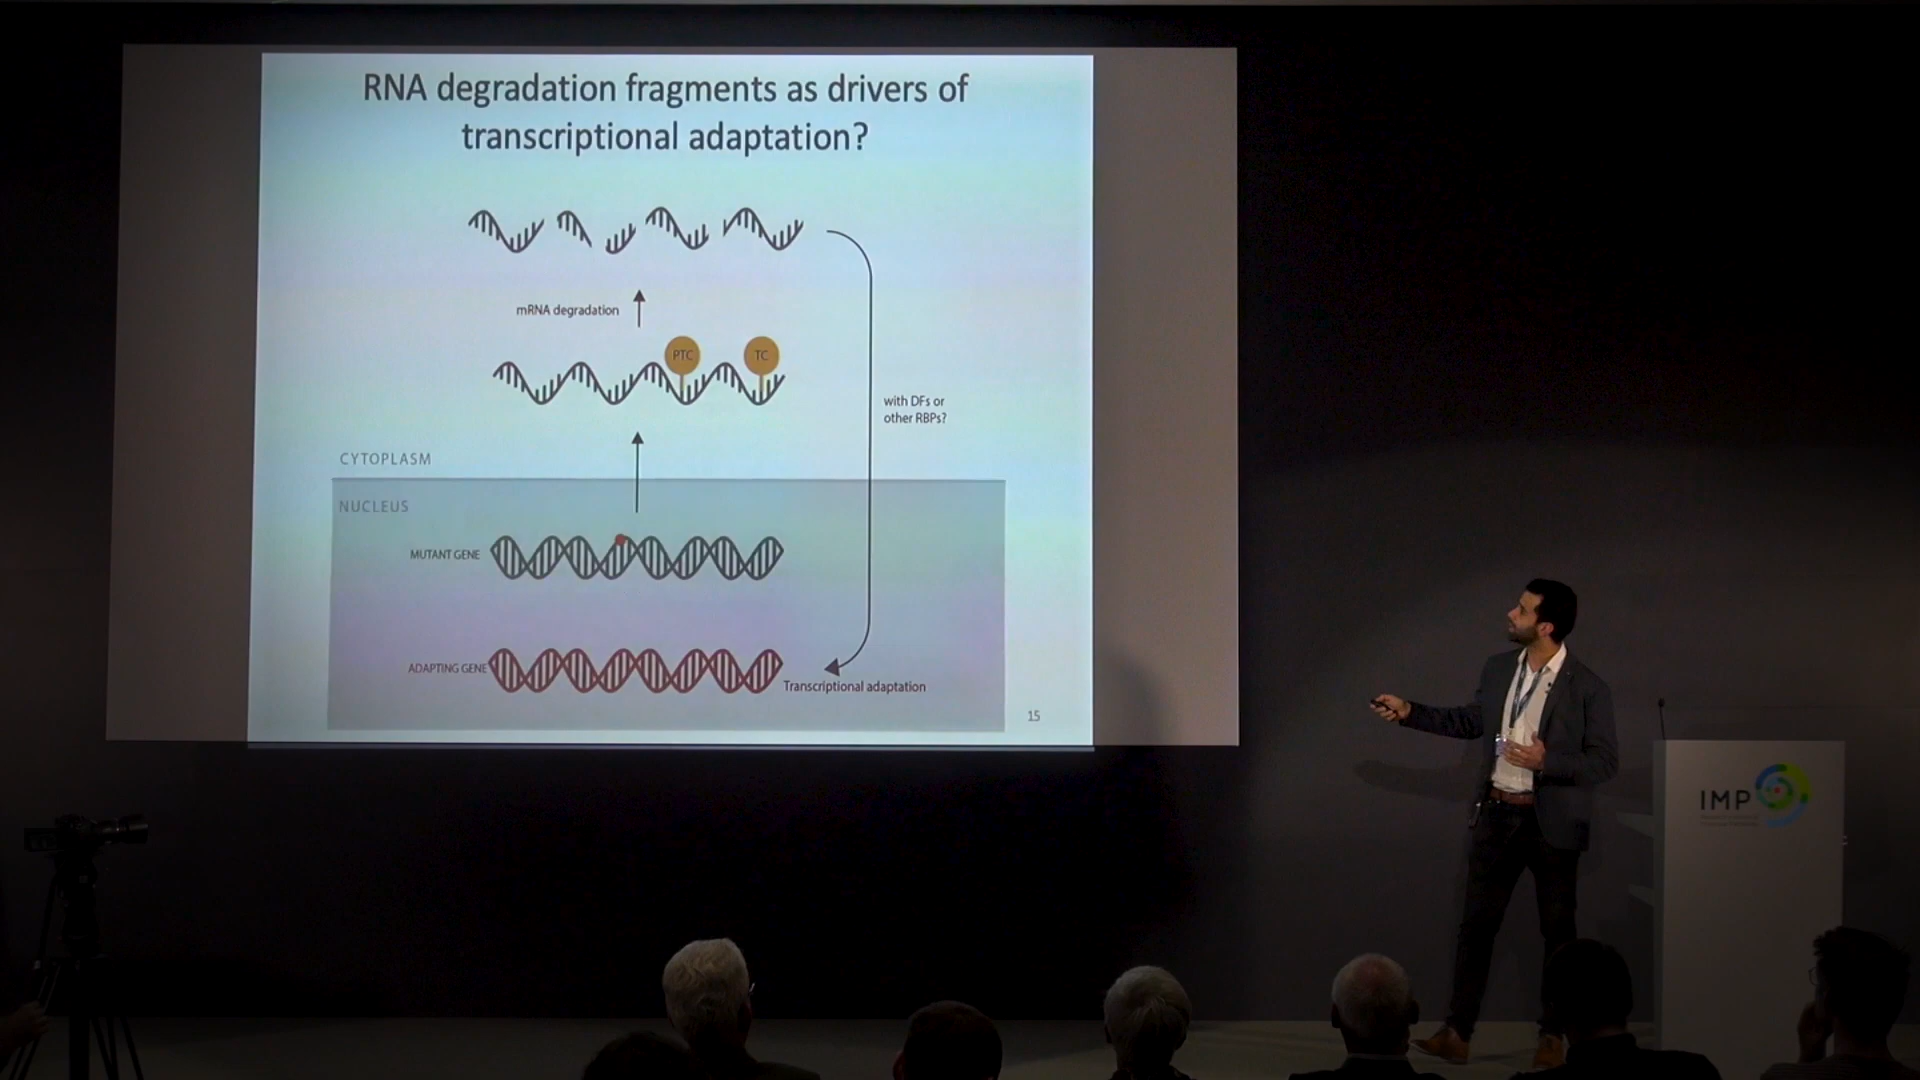 RNA degradation fragments as drivers of
transcriptional adaptation?
mRNA degradation
PTC
TC
with DFs or
other RBPs?
CYTOPLASM
NUCLEUS
MUTANT GENE
ADAPTING GENE
Transcriptional adaptation
15
IMP